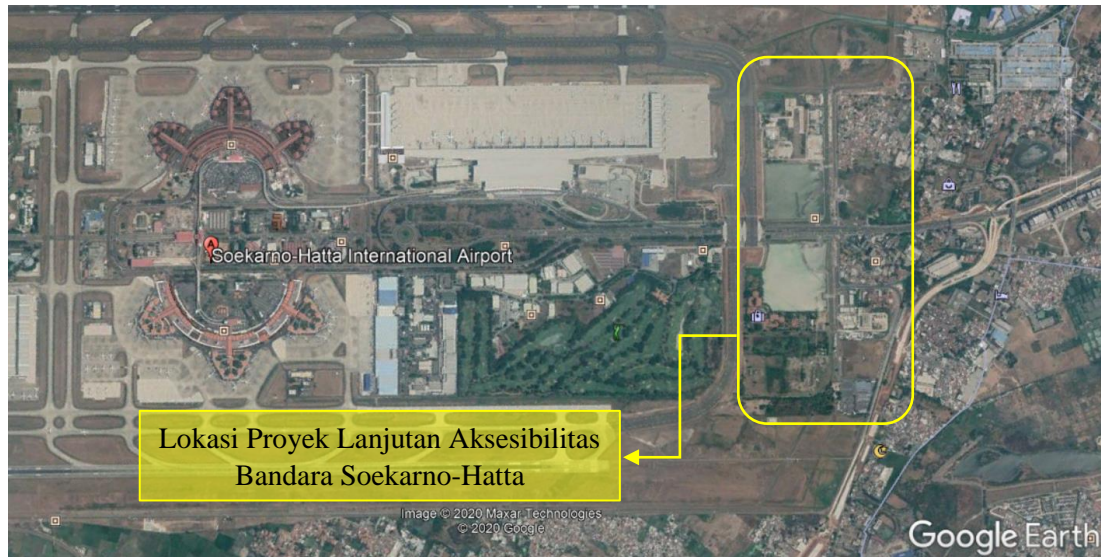 Soekarno-Hatta International Airport
Lokasi Proyek Lanjutan Aksesibilitas
Bandara Soekarno-Hatta
Image © 2020 Maxar Technologies
© 2020 Google
Google Earth